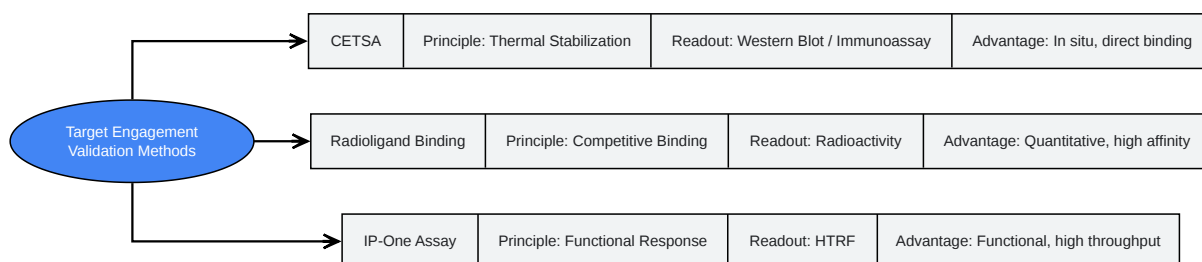 CETSA
Principle: Thermal Stabilization
Readout: Western Blot / Immunoassay
Advantage: In situ, direct binding
Target Engagement
Validation Methods
Radioligand Binding
Principle: Competitive Binding
Readout: Radioactivity
Advantage: Quantitative, high affinity
IP-One Assay
Principle: Functional Response
Readout: HTRF
Advantage: Functional, high throughput